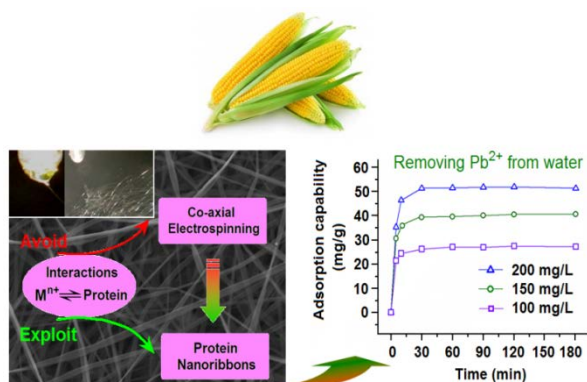 Avoid
Co-axial
Electrospinning
Interactions
Mⁿ⁺⇌Protein
Exploit
Protein
Nanoribbons
Removing Pb²⁺ from water
Adsorption capability
(mg/g)
60
50
40
30
20
10
0
200 mg/L
150 mg/L
100 mg/L
0 30 60 90 120 150 180
Time (min)